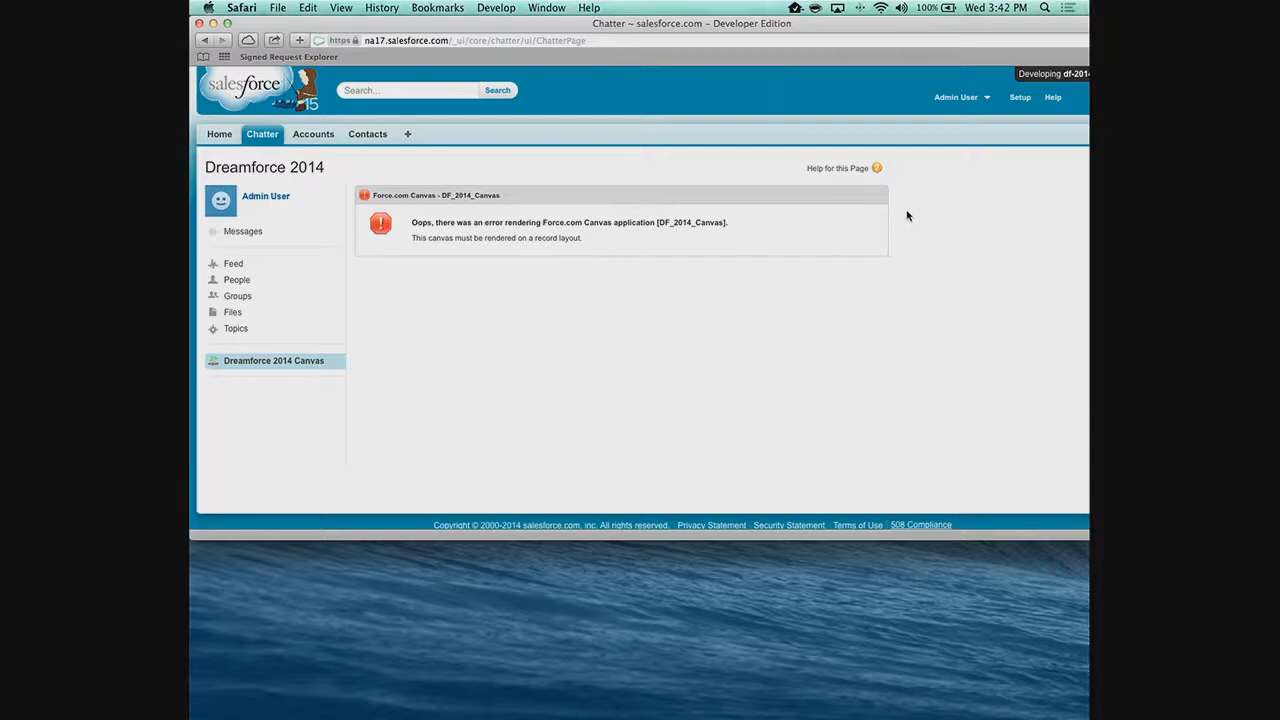 Safari File Edit View History Bookmarks Develop Window Help 100% Wed 3:42 PM
Chatter ~ salesforce.com – Developer Edition
https na17.salesforce.com/_ui/core/chatter/ui/ChatterPage
Signed Request Explorer
salesforce
15
Search... Search
Developing df-201
Admin User Setup Help
Home Chatter Accounts Contacts +
Dreamforce 2014
Help for this Page ?
Admin User
Messages
Feed
People
Groups
Files
Topics
Dreamforce 2014 Canvas
Force.com Canvas - DF_2014_Canvas
Oops, there was an error rendering Force.com Canvas application [DF_2014_Canvas].
This canvas must be rendered on a record layout.
Copyright © 2000-2014 salesforce.com, inc. All rights reserved. Privacy Statement Security Statement Terms of Use 508 Compliance